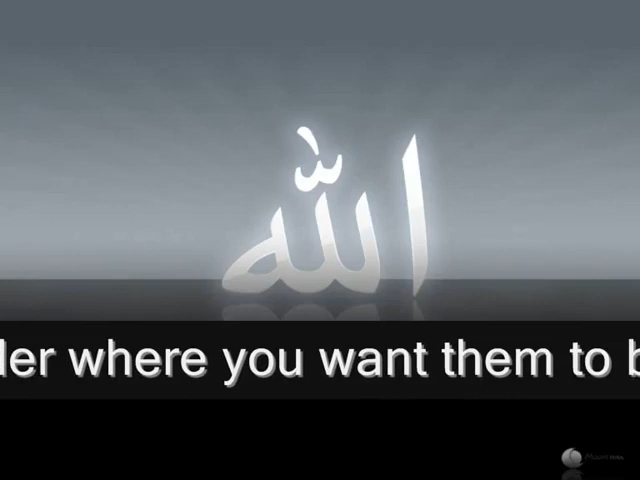 الله
ler where you want them to b